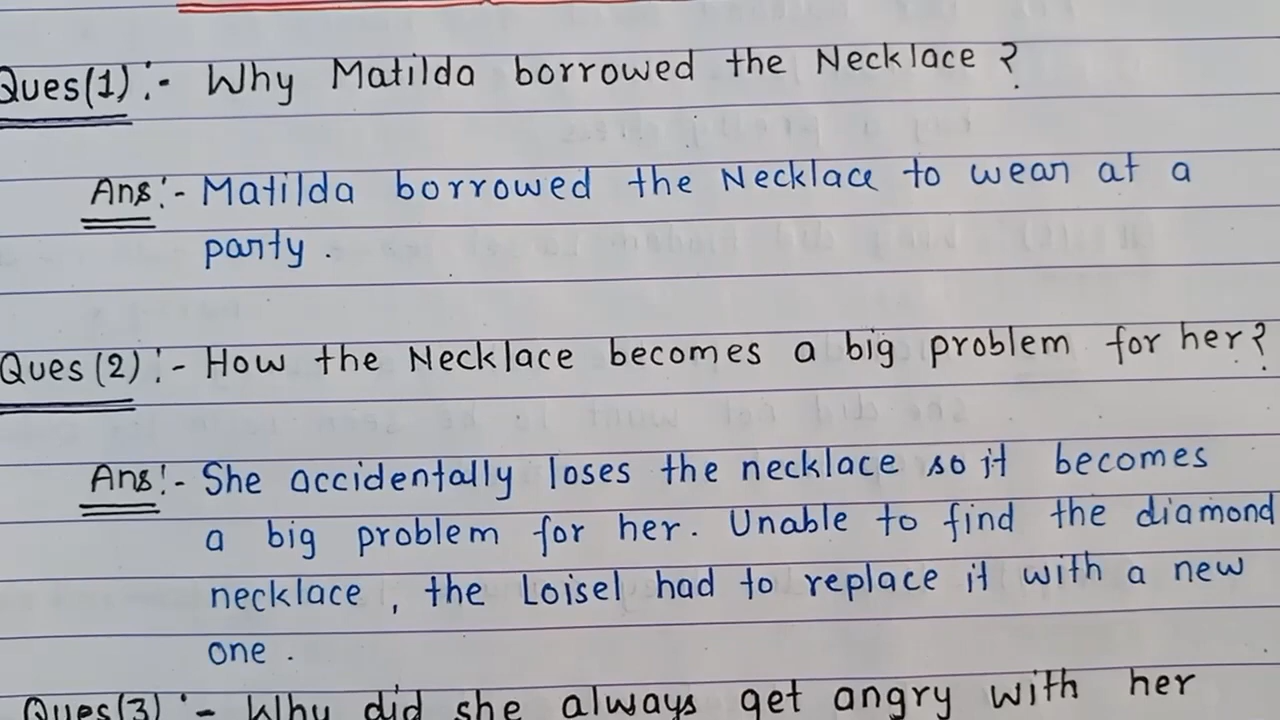 Ques(1):- Why Matilda borrowed the Necklace ?
Ans:- Matilda borrowed the Necklace to wear at a
party .
Ques (2):- How the Necklace becomes a big problem for her?
Ans:- She accidentally loses the necklace so it becomes
a big problem for her. Unable to find the diamond
necklace, the Loisel had to replace it with a new
one .
Ques(3):- Why did she always get angry with her